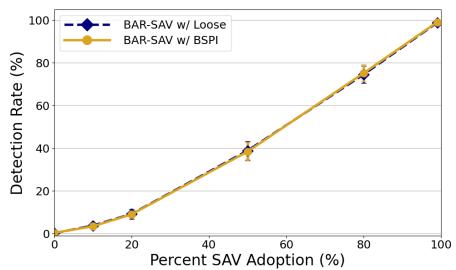 BAR-SAV w/ Loose
BAR-SAV w/ BSPI
Detection Rate (%)
100
80
60
40
20
0
0 20 40 60 80 100
Percent SAV Adoption (%)